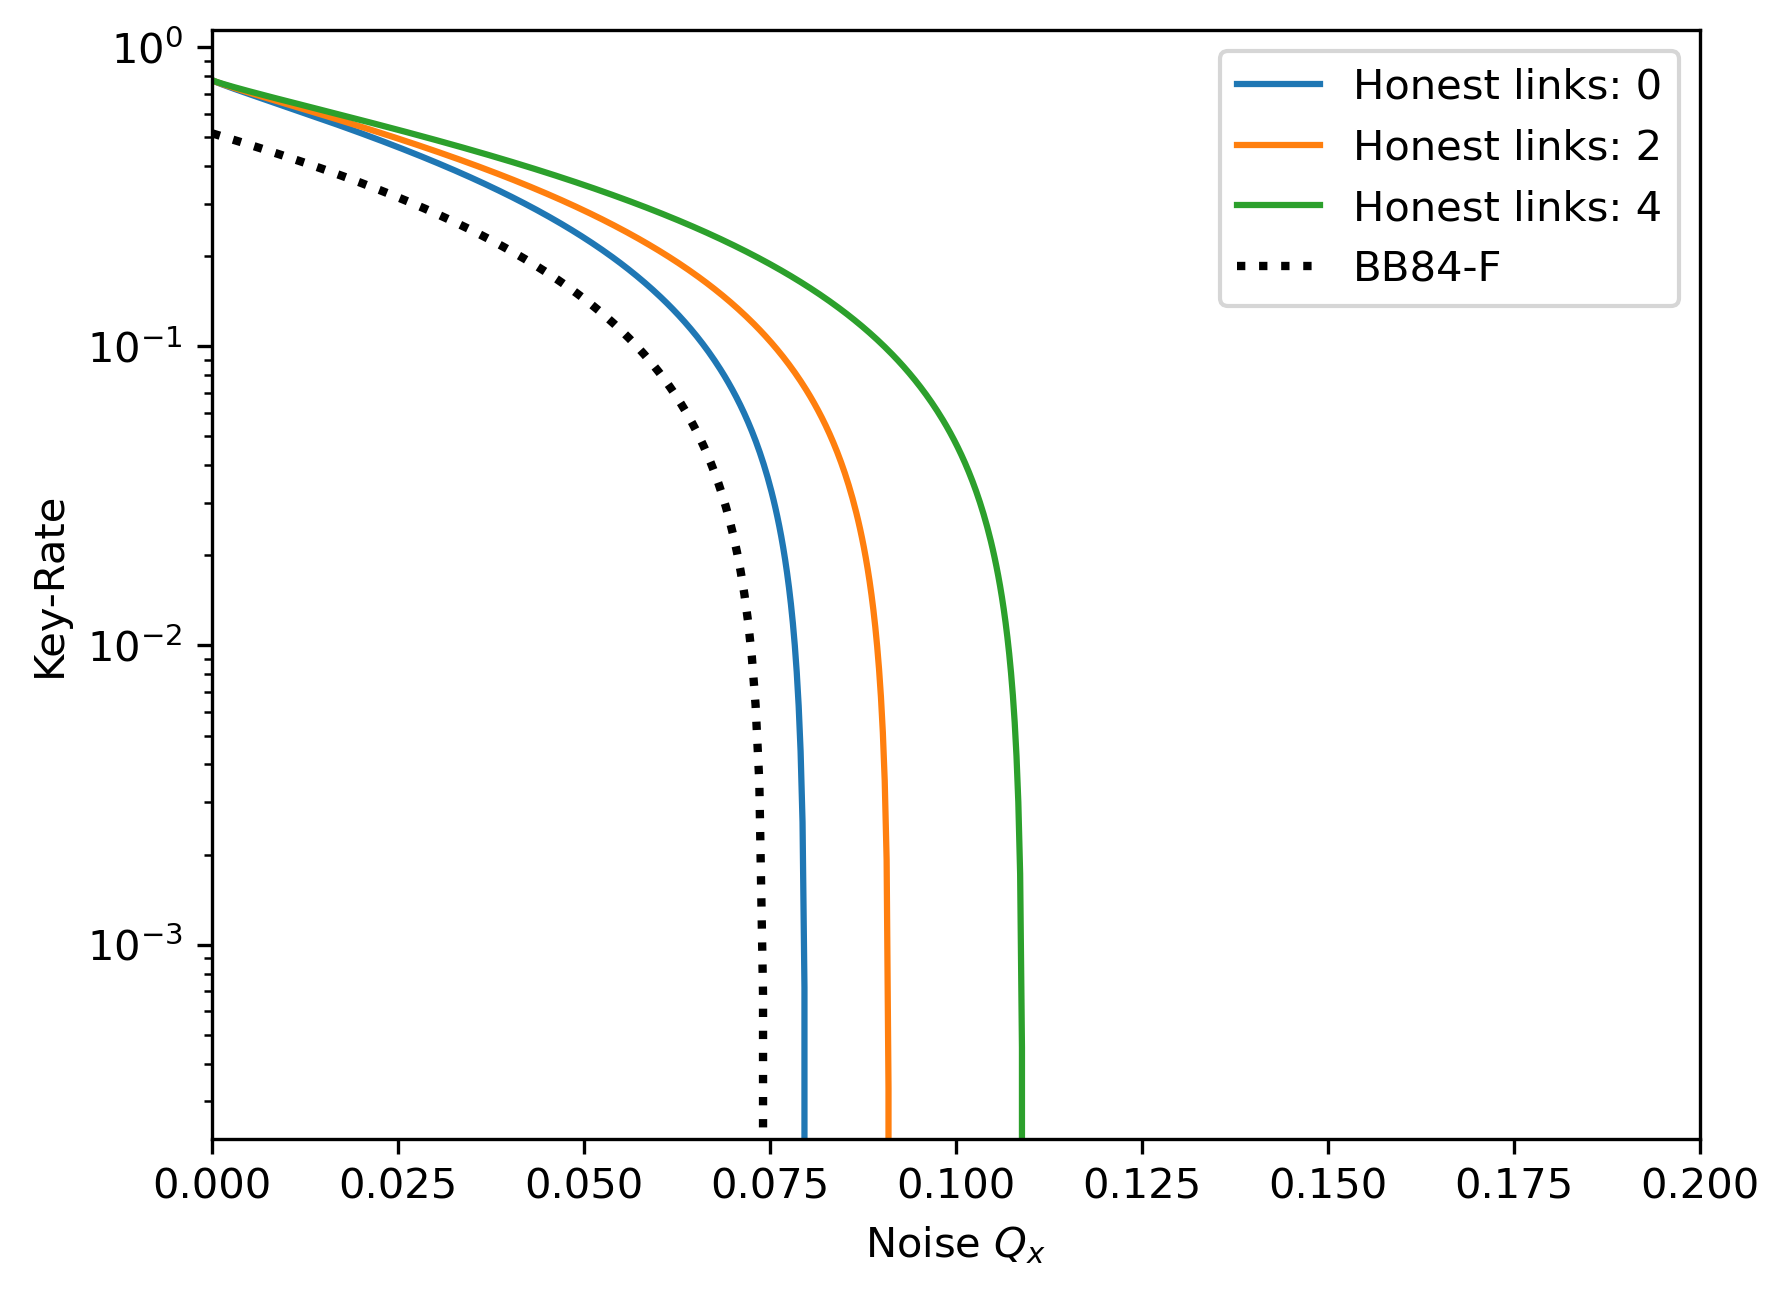 10⁰
10⁻¹
10⁻²
10⁻³
Key-Rate
Honest links: 0
Honest links: 2
Honest links: 4
BB84-F
0.000 0.025 0.050 0.075 0.100 0.125 0.150 0.175 0.200
Noise Qₓ